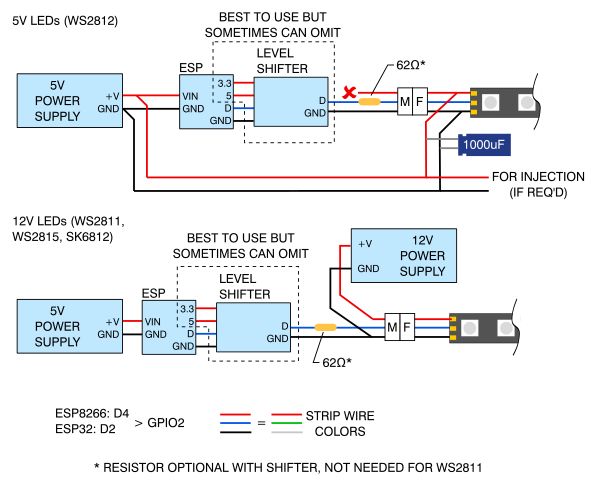 5V LEDs (WS2812)
BEST TO USE BUT
SOMETIMES CAN OMIT
ESP
LEVEL
SHIFTER
62Ω*
5V
POWER
SUPPLY
+V
GND
VIN
GND
3.3
5
D
GND
D
GND
M F
1000uF
FOR INJECTION
(IF REQ'D)
12V LEDs (WS2811,
WS2815, SK6812)
BEST TO USE BUT
SOMETIMES CAN OMIT
+V
GND
12V
POWER
SUPPLY
ESP
LEVEL
SHIFTER
5V
POWER
SUPPLY
+V
GND
VIN
GND
3.3
5
D
GND
D
GND
M F
62Ω*
ESP8266: D4
ESP32: D2
> GPIO2
=
STRIP WIRE
COLORS
* RESISTOR OPTIONAL WITH SHIFTER, NOT NEEDED FOR WS2811